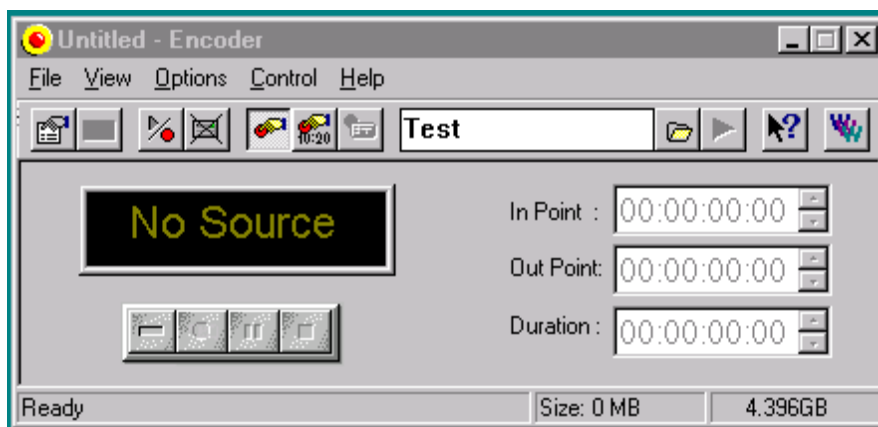 Untitled - Encoder
File View Options Control Help
10:20 Test
No Source
In Point : 00:00:00:00
Out Point: 00:00:00:00
Duration : 00:00:00:00
Ready Size: 0 MB 4.396GB